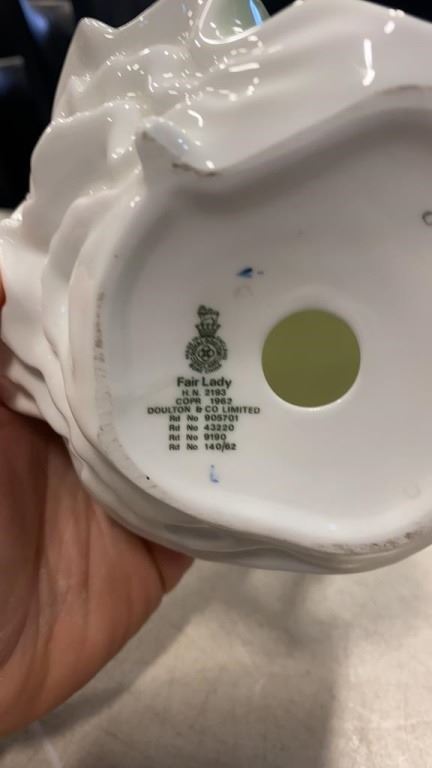 Fair Lady
H. N. 2193
COPR 1962
DOULTON & CO LIMITED
Rd No 905701
Rd No 43220
Rd No 9190
Rd No 140/62